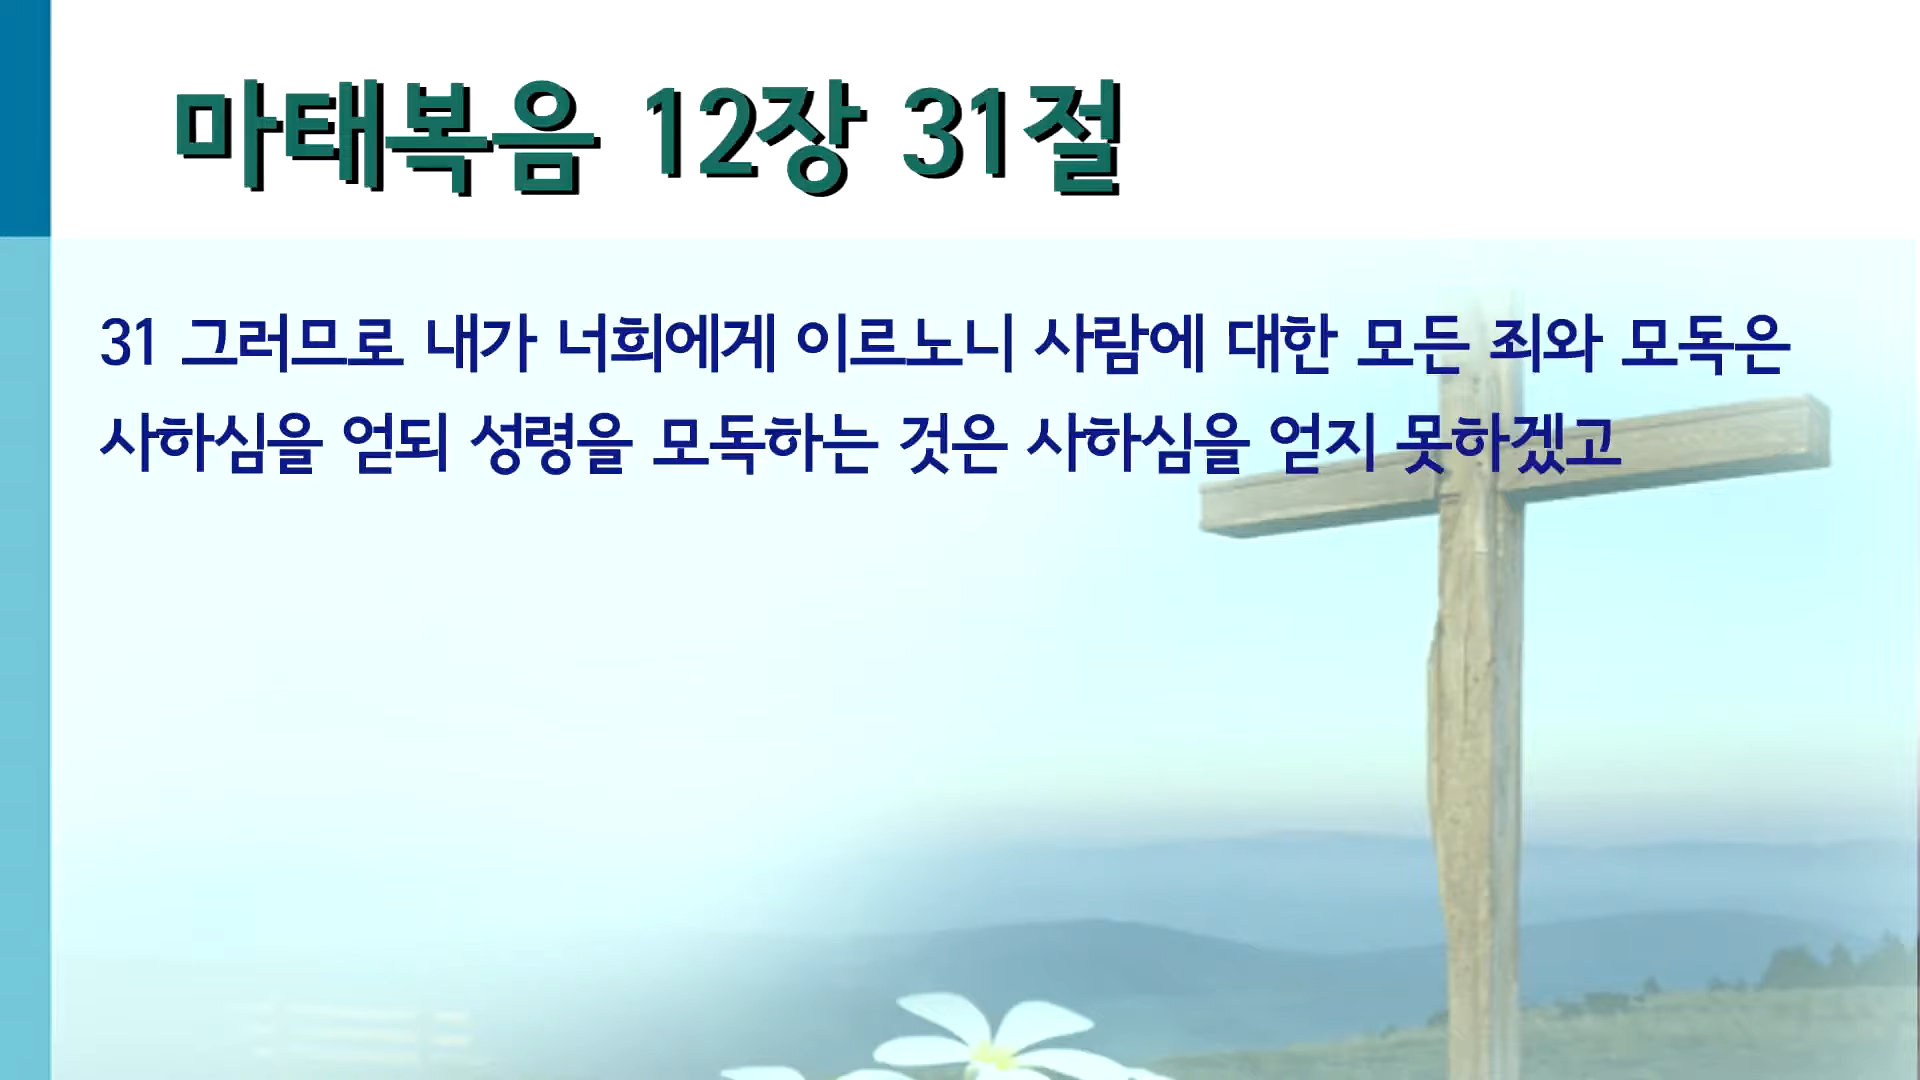 마태복음 12장 31절
31 그러므로 내가 너희에게 이르노니 사람에 대한 모든 죄와 모독은
사하심을 얻되 성령을 모독하는 것은 사하심을 얻지 못하겠고